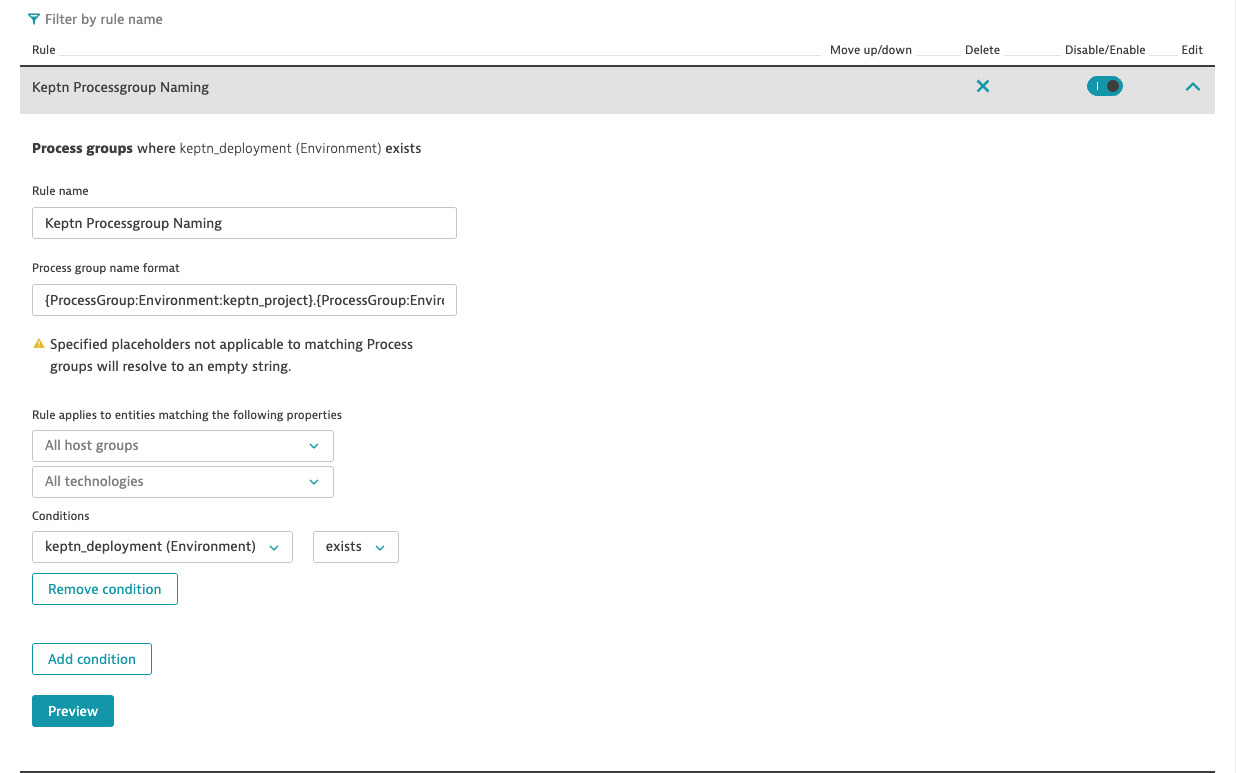 Filter by rule name
Rule Move up/down Delete Disable/Enable Edit
Keptn Processgroup Naming
Process groups where keptn_deployment (Environment) exists
Rule name
Keptn Processgroup Naming
Process group name format
{ProcessGroup:Environment:keptn_project}.{ProcessGroup:Envir
Specified placeholders not applicable to matching Process
groups will resolve to an empty string.
Rule applies to entities matching the following properties
All host groups
All technologies
Conditions
keptn_deployment (Environment) exists
Remove condition
Add condition
Preview